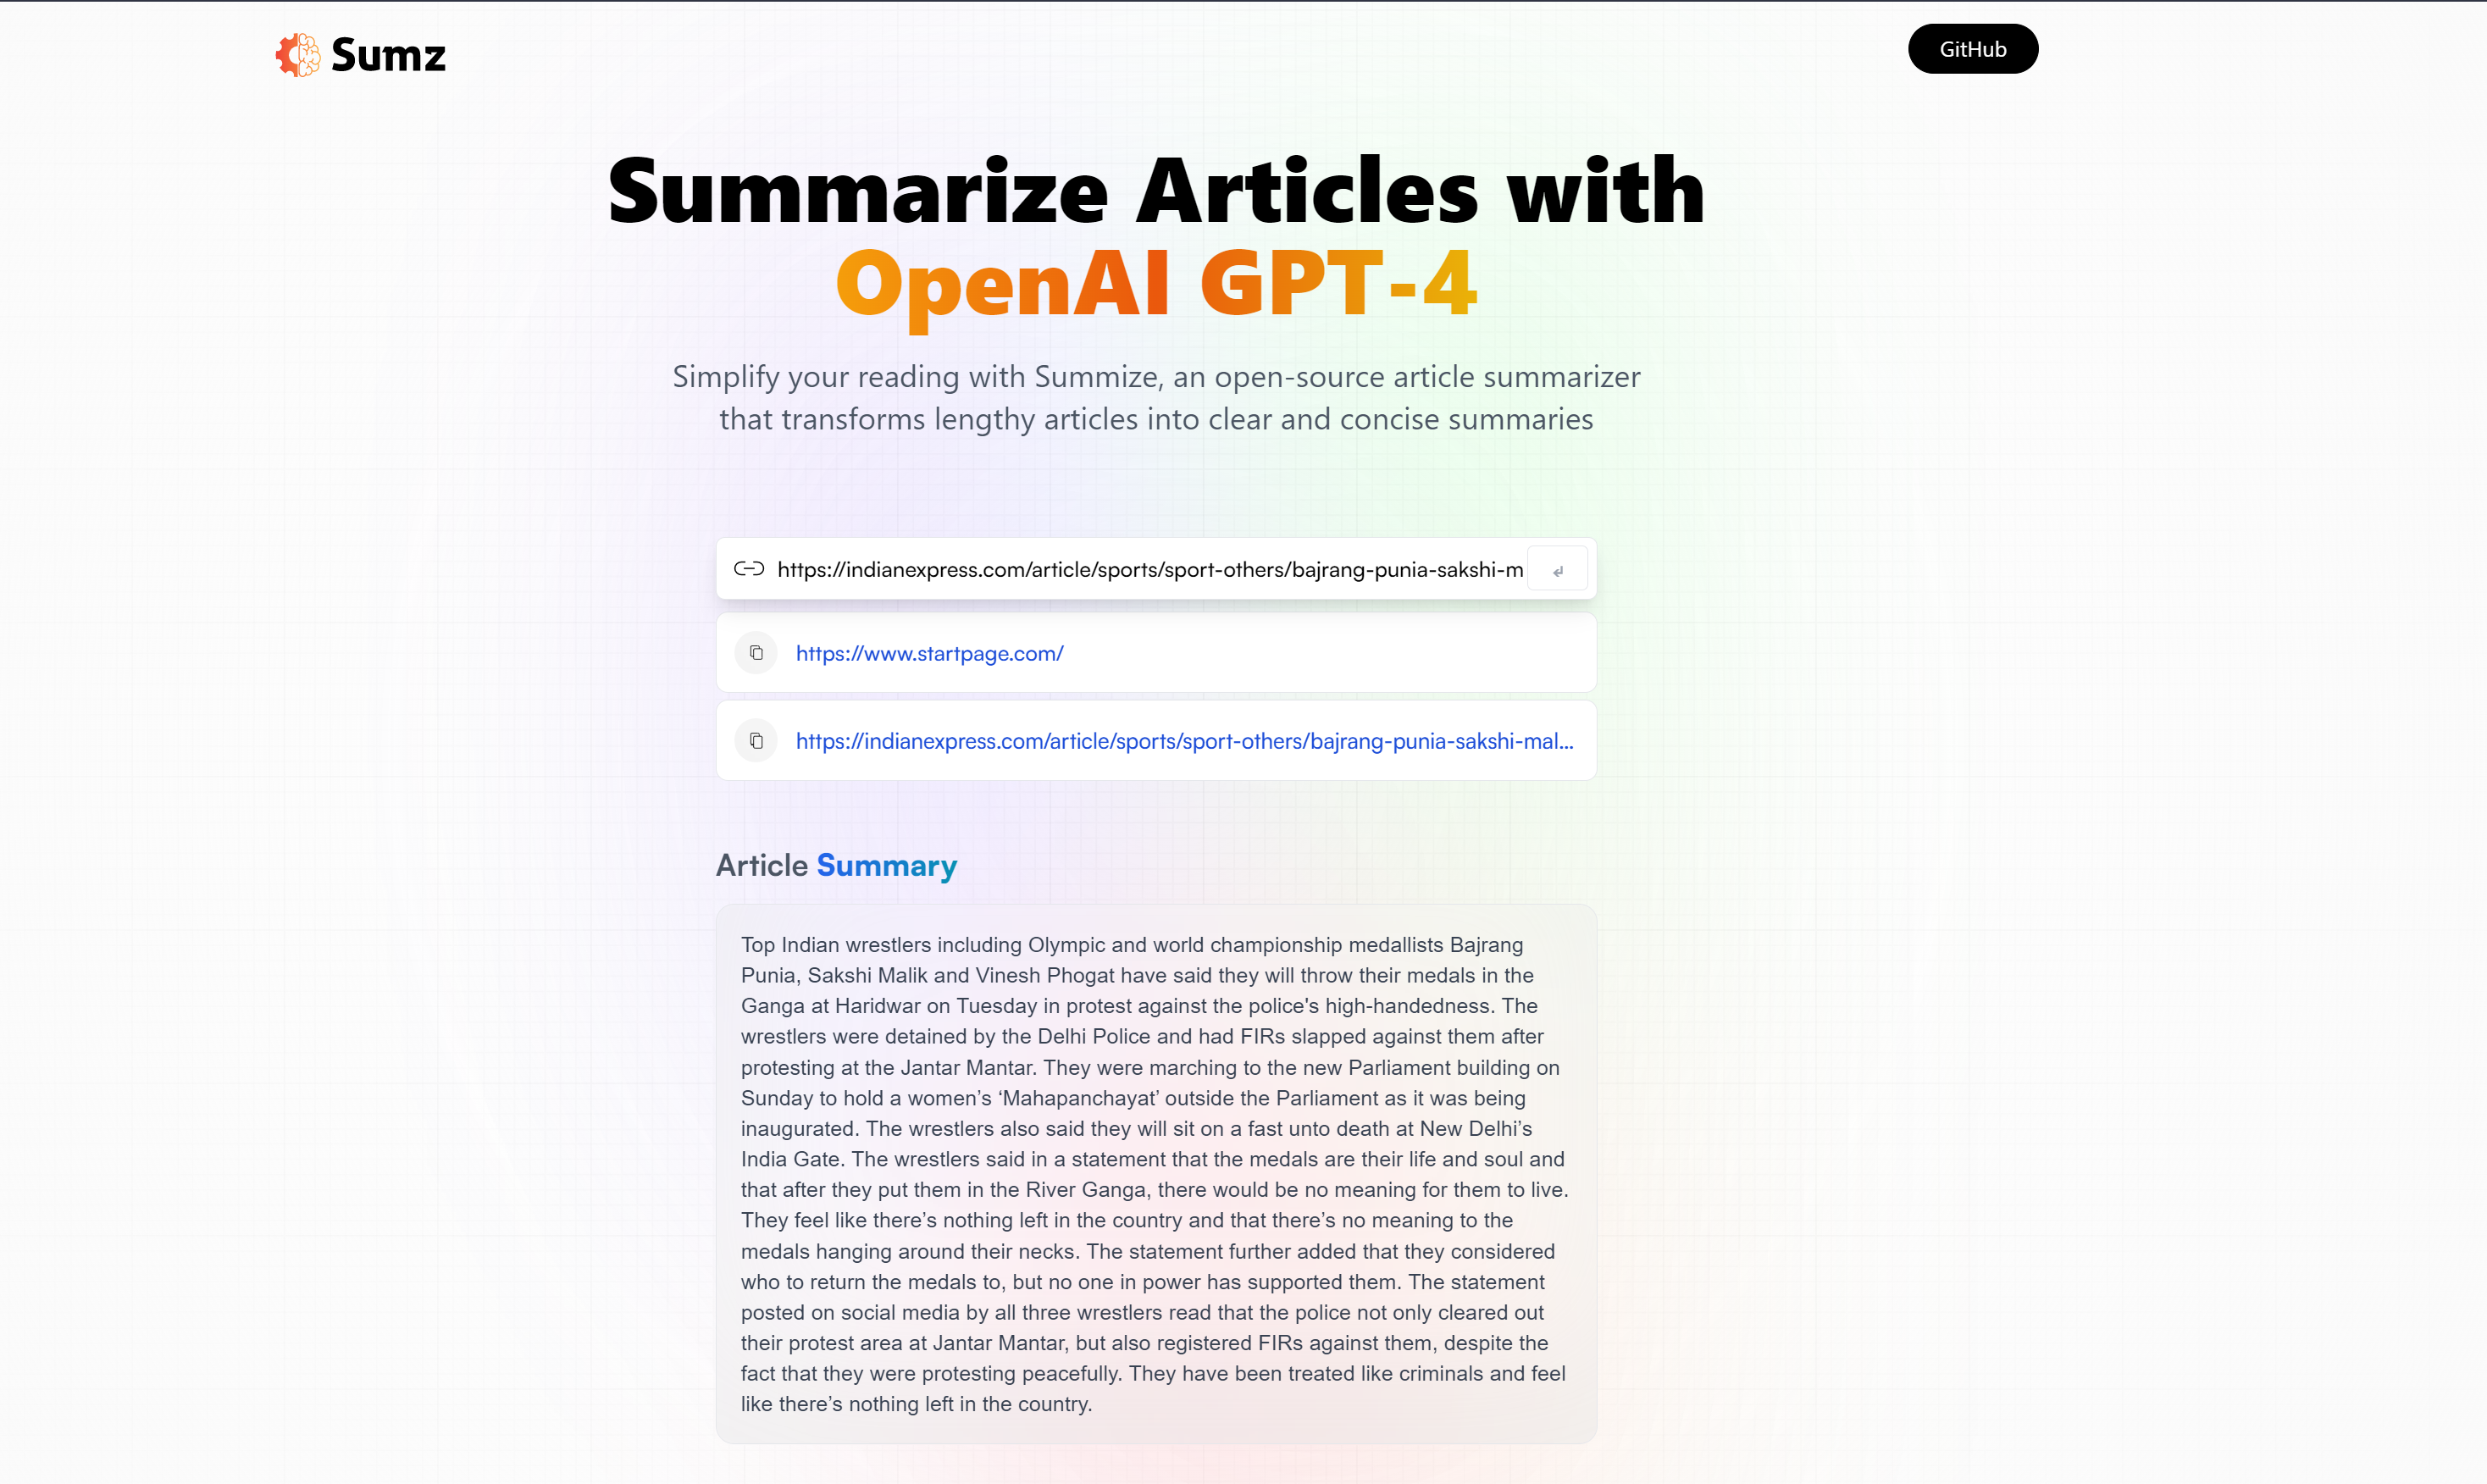 Sumz
GitHub
Summarize Articles with
OpenAI GPT-4
Simplify your reading with Summize, an open-source article summarizer
that transforms lengthy articles into clear and concise summaries
https://indianexpress.com/article/sports/sport-others/bajrang-punia-sakshi-m
https://www.startpage.com/
https://indianexpress.com/article/sports/sport-others/bajrang-punia-sakshi-mal...
Article Summary
Top Indian wrestlers including Olympic and world championship medallists Bajrang
Punia, Sakshi Malik and Vinesh Phogat have said they will throw their medals in the
Ganga at Haridwar on Tuesday in protest against the police's high-handedness. The
wrestlers were detained by the Delhi Police and had FIRs slapped against them after
protesting at the Jantar Mantar. They were marching to the new Parliament building on
Sunday to hold a women’s ‘Mahapanchayat’ outside the Parliament as it was being
inaugurated. The wrestlers also said they will sit on a fast unto death at New Delhi’s
India Gate. The wrestlers said in a statement that the medals are their life and soul and
that after they put them in the River Ganga, there would be no meaning for them to live.
They feel like there’s nothing left in the country and that there’s no meaning to the
medals hanging around their necks. The statement further added that they considered
who to return the medals to, but no one in power has supported them. The statement
posted on social media by all three wrestlers read that the police not only cleared out
their protest area at Jantar Mantar, but also registered FIRs against them, despite the
fact that they were protesting peacefully. They have been treated like criminals and feel
like there’s nothing left in the country.